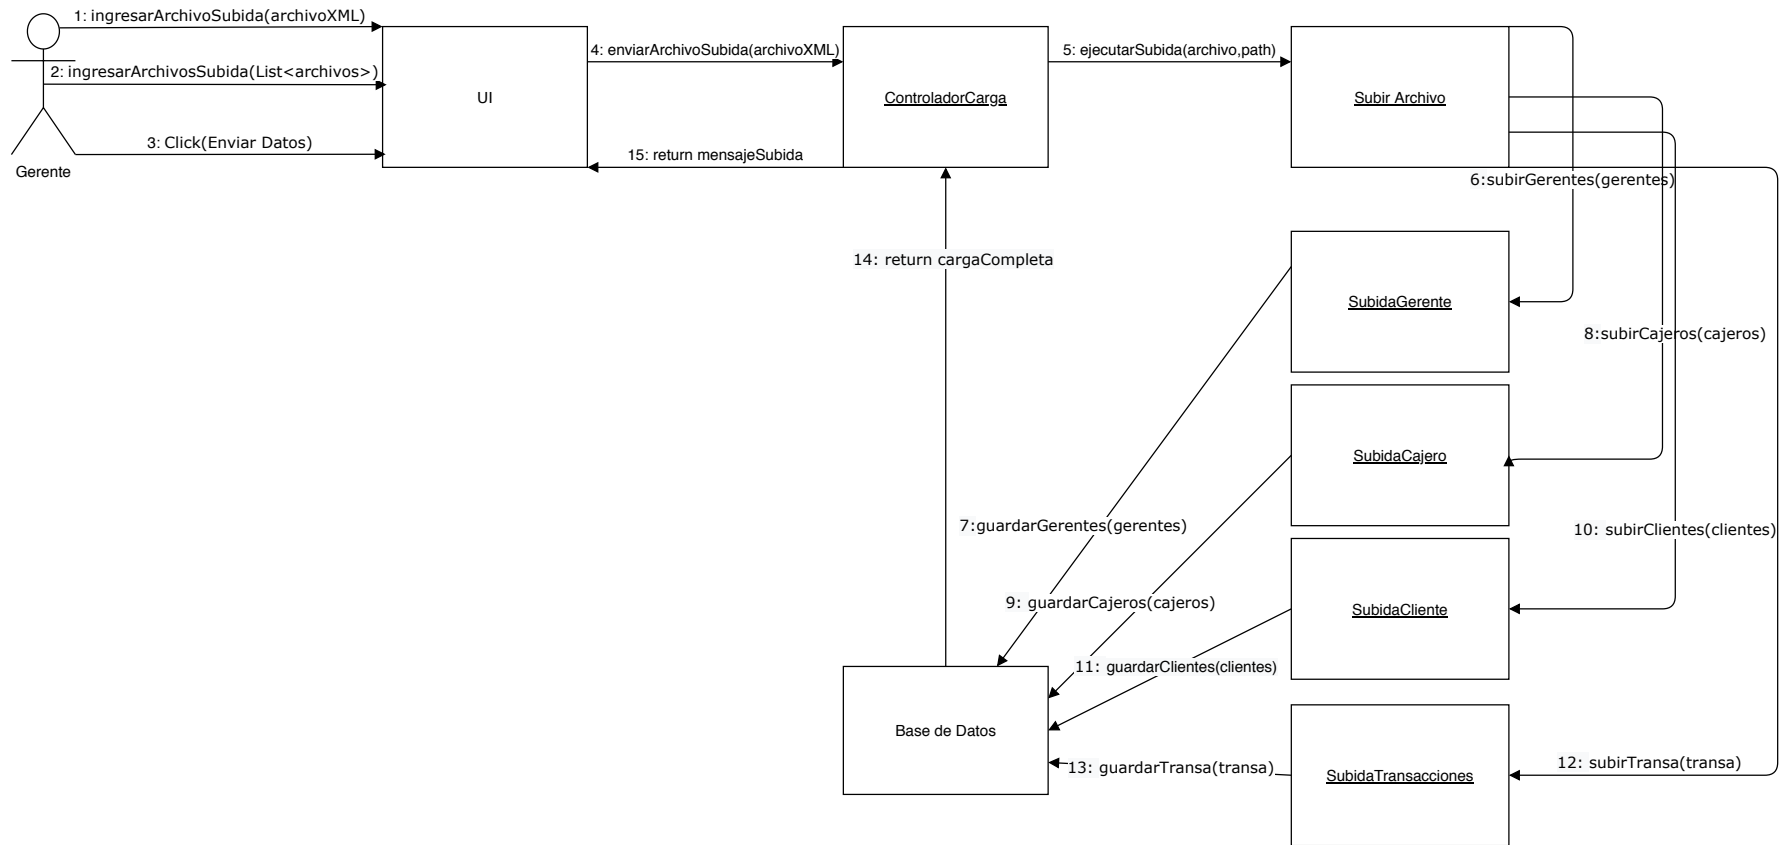 1: ingresarArchivoSubida(archivoXML)
2: ingresarArchivosSubida(List<archivos>)
3: Click(Enviar Datos)
Gerente
UI
4: enviarArchivoSubida(archivoXML)
15: return mensajeSubida
ControladorCarga
5: ejecutarSubida(archivo,path)
Subir Archivo
6:subirGerentes(gerentes)
14: return cargaCompleta
SubidaGerente
8:subirCajeros(cajeros)
SubidaCajero
7:guardarGerentes(gerentes)
10: subirClientes(clientes)
9: guardarCajeros(cajeros)
SubidaCliente
11: guardarClientes(clientes)
Base de Datos
13: guardarTransa(transa)
SubidaTransacciones
12: subirTransa(transa)